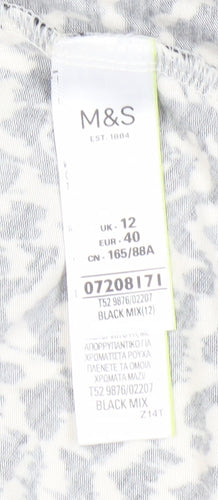 M&S
EST. 1884
UK - 12
EUR - 40
CN - 165/88A
07208171
T52 9876/02207
BLACK MIX(12)
ΑΠΟΡΡΥΠΑΝΤΙΚΟ ΓΙΑ
ΧΡΩΜΑΤΙΣΤΑ ΡΟΥΧΑ
ΠΛΕΝΕΤΕ ΤΑ ΟΜΟΙΑ
ΧΡΩΜΑΤΑ ΜΑΖΙ
T52 9876/02207
BLACK MIX
Z14T